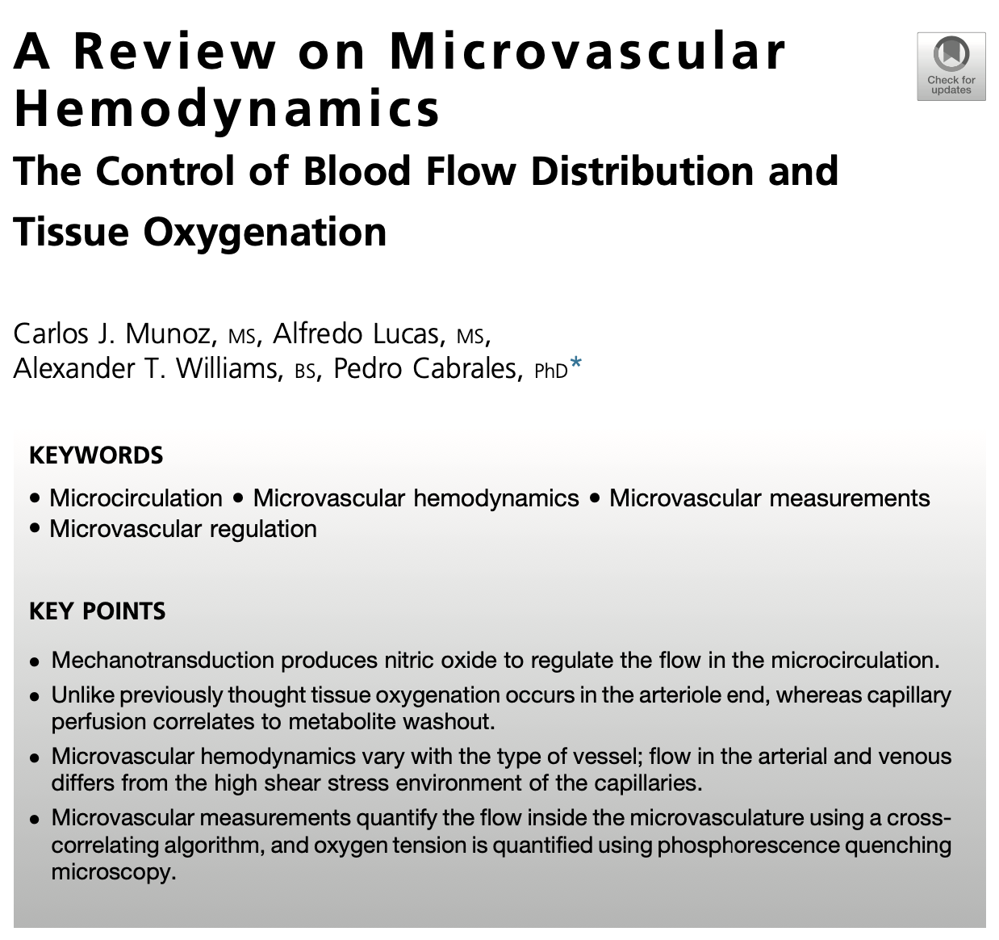 A Review on Microvascular
Hemodynamics
Check for
updates
The Control of Blood Flow Distribution and
Tissue Oxygenation
Carlos J. Munoz, MS, Alfredo Lucas, MS,
Alexander T. Williams, BS, Pedro Cabrales, PhD*
KEYWORDS
• Microcirculation • Microvascular hemodynamics • Microvascular measurements
• Microvascular regulation
KEY POINTS
• Mechanotransduction produces nitric oxide to regulate the flow in the microcirculation.
• Unlike previously thought tissue oxygenation occurs in the arteriole end, whereas capillary
perfusion correlates to metabolite washout.
• Microvascular hemodynamics vary with the type of vessel; flow in the arterial and venous
differs from the high shear stress environment of the capillaries.
• Microvascular measurements quantify the flow inside the microvasculature using a cross-
correlating algorithm, and oxygen tension is quantified using phosphorescence quenching
microscopy.